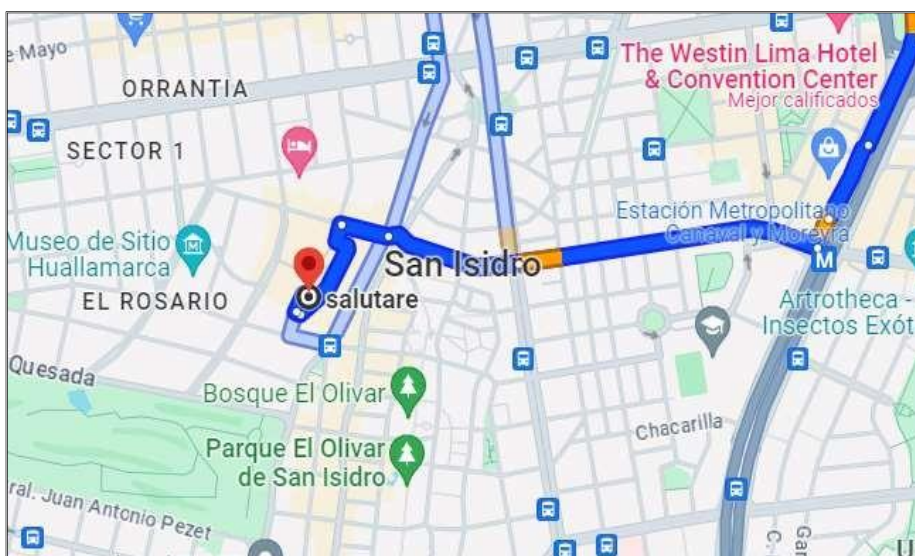 e Mayo
ORRANTIA
The Westin Lima Hotel
& Convention Center
Mejor calificados
SECTOR 1
Estación Metropolitano
Canaval y Moreyra
Museo de Sitio
Huallamarca
San Isidro
M
EL ROSARIO
salutare
Artrotheca -
Insectos Exót
Quesada
Bosque El Olivar
Chacarilla
Parque El Olivar
de San Isidro
ral. Juan Antonio Pezet
Ga
C.